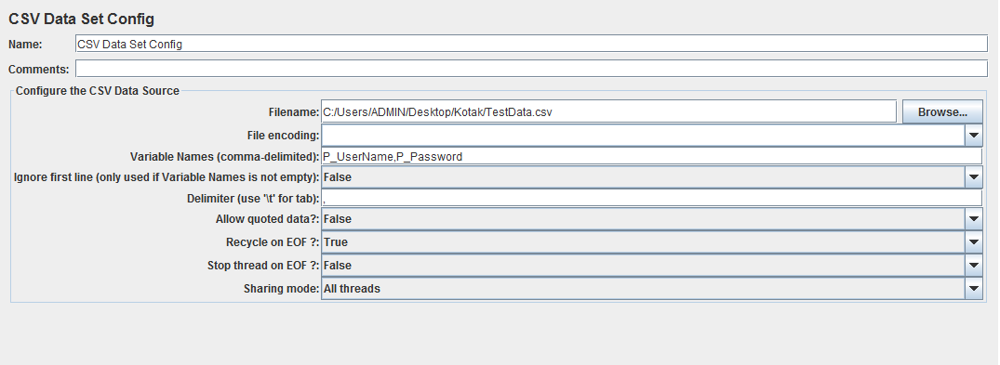 CSV Data Set Config
Name: CSV Data Set Config
Comments:
Configure the CSV Data Source
Filename: C:/Users/ADMIN/Desktop/Kotak/TestData.csv Browse...
File encoding:
Variable Names (comma-delimited): P_UserName,P_Password
Ignore first line (only used if Variable Names is not empty): False
Delimiter (use '\t' for tab): ,
Allow quoted data?: False
Recycle on EOF ?: True
Stop thread on EOF ?: False
Sharing mode: All threads